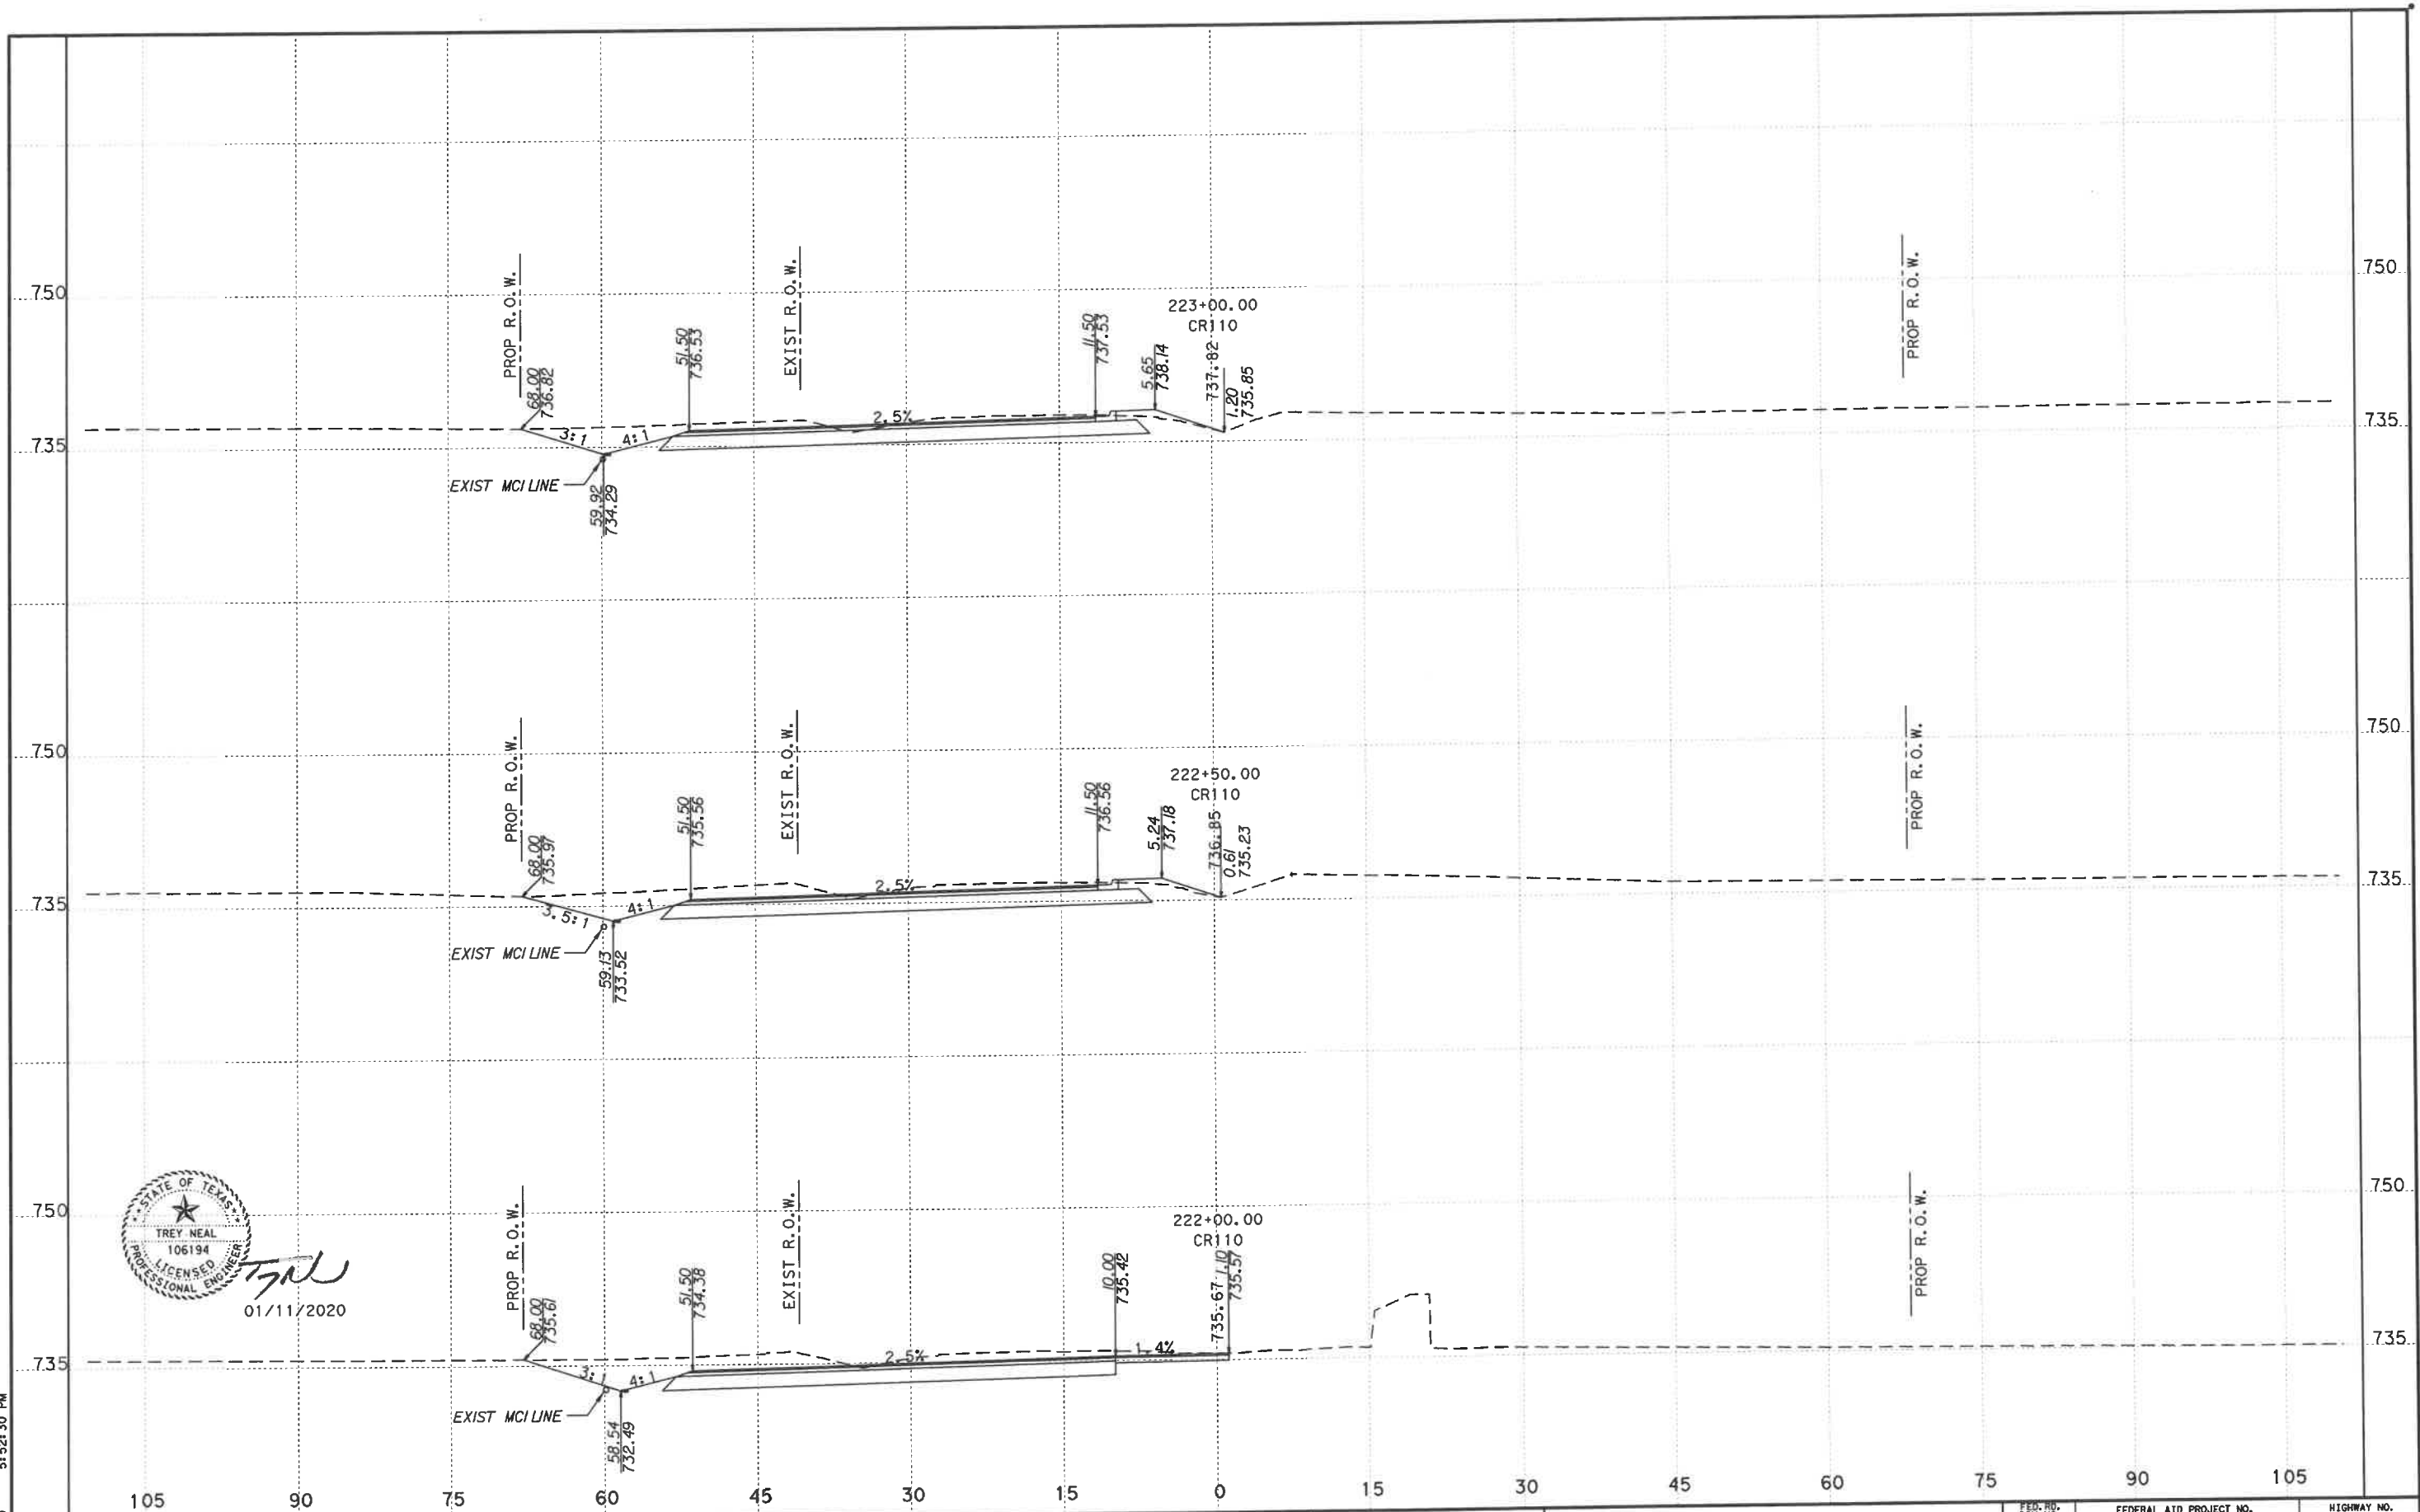 750
735
PROP R.O.W.
68.00
736.82
51.50
736.53
EXIST R.O.W.
11.50
737.53
223+00.00
CR110
5.65
738.14
737.82
1.20
735.85
PROP R.O.W.
750
735
3:1
4:1
2.5%
EXIST MCI LINE
59.92
734.29
750
735
PROP R.O.W.
68.00
735.97
51.50
735.56
EXIST R.O.W.
11.50
736.56
222+50.00
CR110
5.24
737.18
736.85
0.61
735.23
PROP R.O.W.
750
735
3.5:1
4:1
2.5%
EXIST MCI LINE
59.13
733.52
750
735
PROP R.O.W.
68.00
735.61
51.50
734.38
EXIST R.O.W.
10.00
735.42
222+00.00
CR110
735.67
1.10
735.57
PROP R.O.W.
750
735
3:1
4:1
2.5%
1.4%
EXIST MCI LINE
58.54
732.49
STATE OF TEXAS
TREY NEAL
106194
LICENSED
PROFESSIONAL ENGINEER
01/11/2020
5:52:30 PM
105 90 75 60 45 30 15 0 15 30 45 60 75 90 105
FED.RD. FEDERAL AID PROJECT NO. HIGHWAY NO.